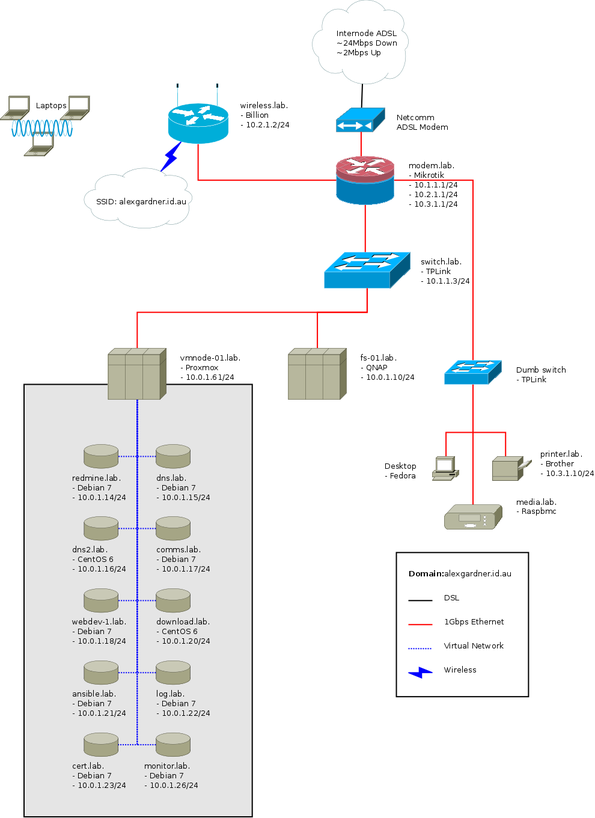 Internode ADSL
~24Mbps Down
~2Mbps Up
Laptops
wireless.lab.
- Billion
- 10.2.1.2/24
Netcomm
ADSL Modem
SSID: alexgardner.id.au
modem.lab.
- Mikrotik
- 10.1.1.1/24
- 10.2.1.1/24
- 10.3.1.1/24
switch.lab.
- TPLink
- 10.1.1.3/24
vmnode-01.lab.
- Proxmox
- 10.0.1.61/24
fs-01.lab.
- QNAP
- 10.0.1.10/24
Dumb switch
- TPLink
Desktop
- Fedora
printer.lab.
- Brother
- 10.3.1.10/24
media.lab.
- Raspbmc
redmine.lab.
- Debian 7
- 10.0.1.14/24
dns.lab.
- Debian 7
- 10.0.1.15/24
dns2.lab.
- CentOS 6
- 10.0.1.16/24
comms.lab.
- Debian 7
- 10.0.1.17/24
webdev-1.lab.
- Debian 7
- 10.0.1.18/24
download.lab.
- CentOS 6
- 10.0.1.20/24
ansible.lab.
- Debian 7
- 10.0.1.21/24
log.lab.
- Debian 7
- 10.0.1.22/24
cert.lab.
- Debian 7
- 10.0.1.23/24
monitor.lab.
- Debian 7
- 10.0.1.26/24
Domain:alexgardner.id.au
DSL
1Gbps Ethernet
Virtual Network
Wireless